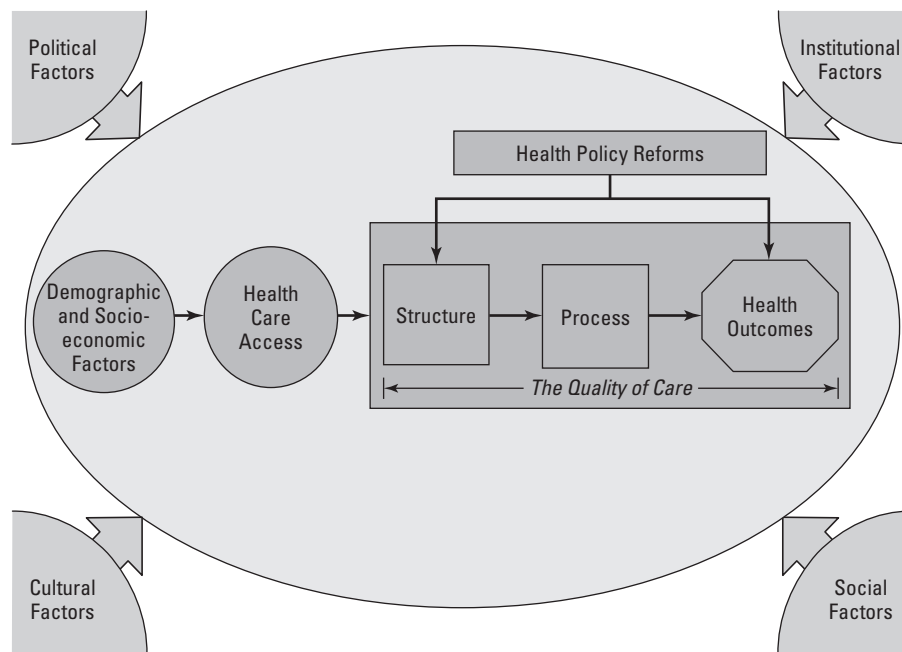 Political
Factors
Institutional
Factors
Health Policy Reforms
Demographic
and Socio-
economic
Factors
Health
Care
Access
Structure
Process
Health
Outcomes
The Quality of Care
Cultural
Factors
Social
Factors